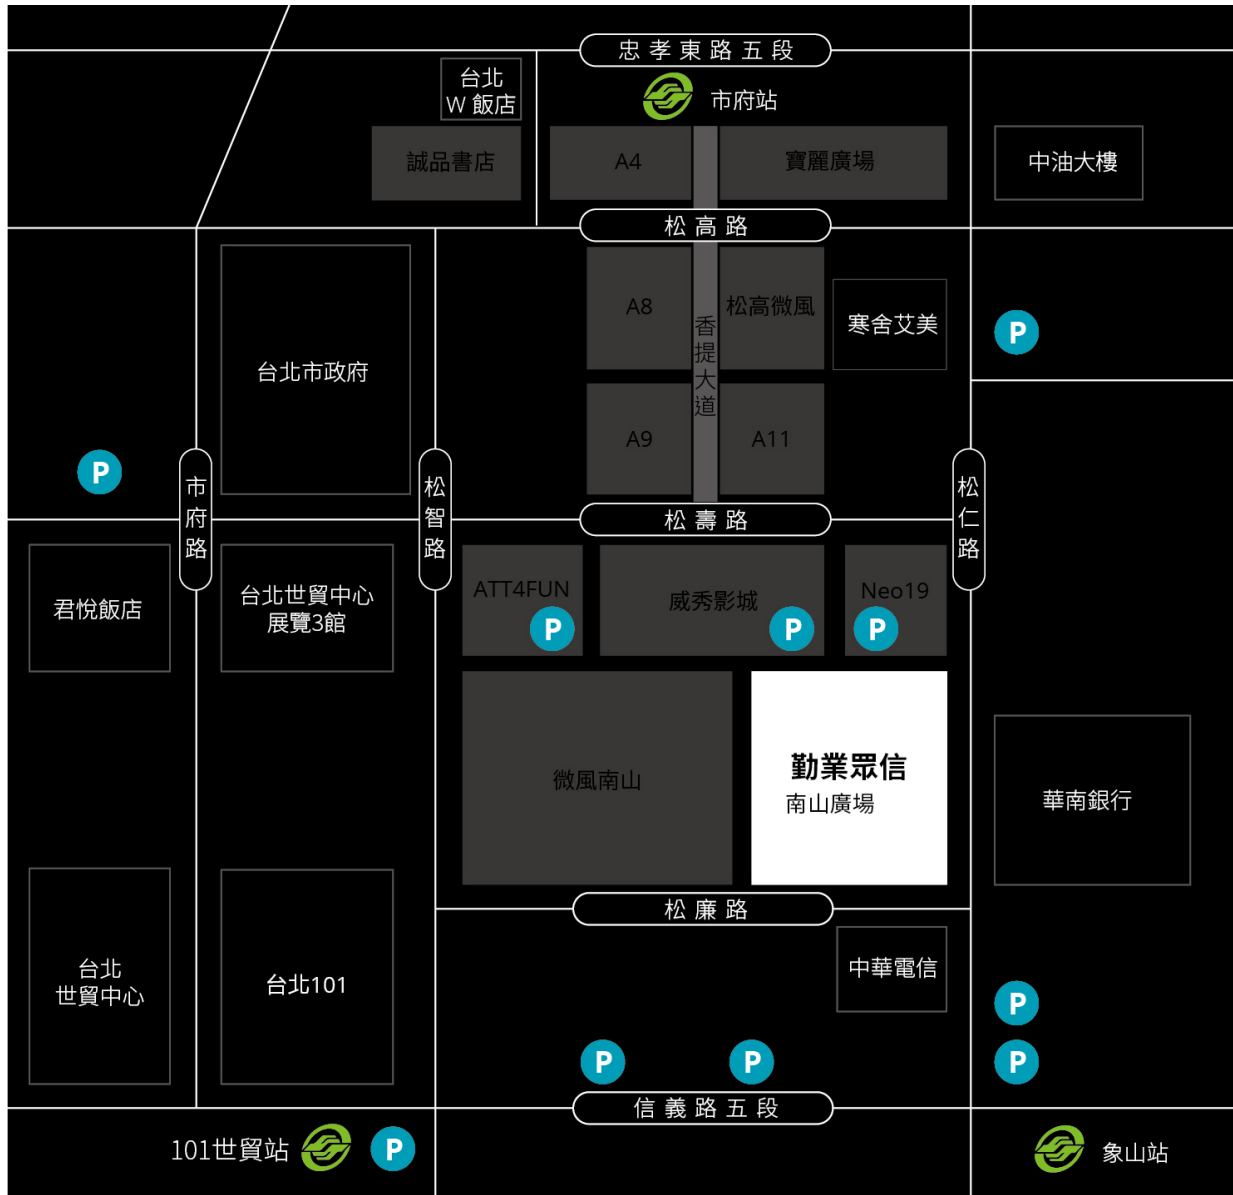 忠孝東路五段
台北
W 飯店
市府站
誠品書店
A4
寶麗廣場
中油大樓
松高路
A8
松高微風
寒舍艾美
P
香提大道
台北市政府
A9
A11
P
市府路
松智路
松壽路
松仁路
君悅飯店
台北世貿中心
展覽3館
ATT4FUN
P
威秀影城
P
Neo19
P
微風南山
勤業眾信
南山廣場
華南銀行
松廉路
台北
世貿中心
台北101
中華電信
P
P
P
P
信義路五段
101世貿站
P
象山站